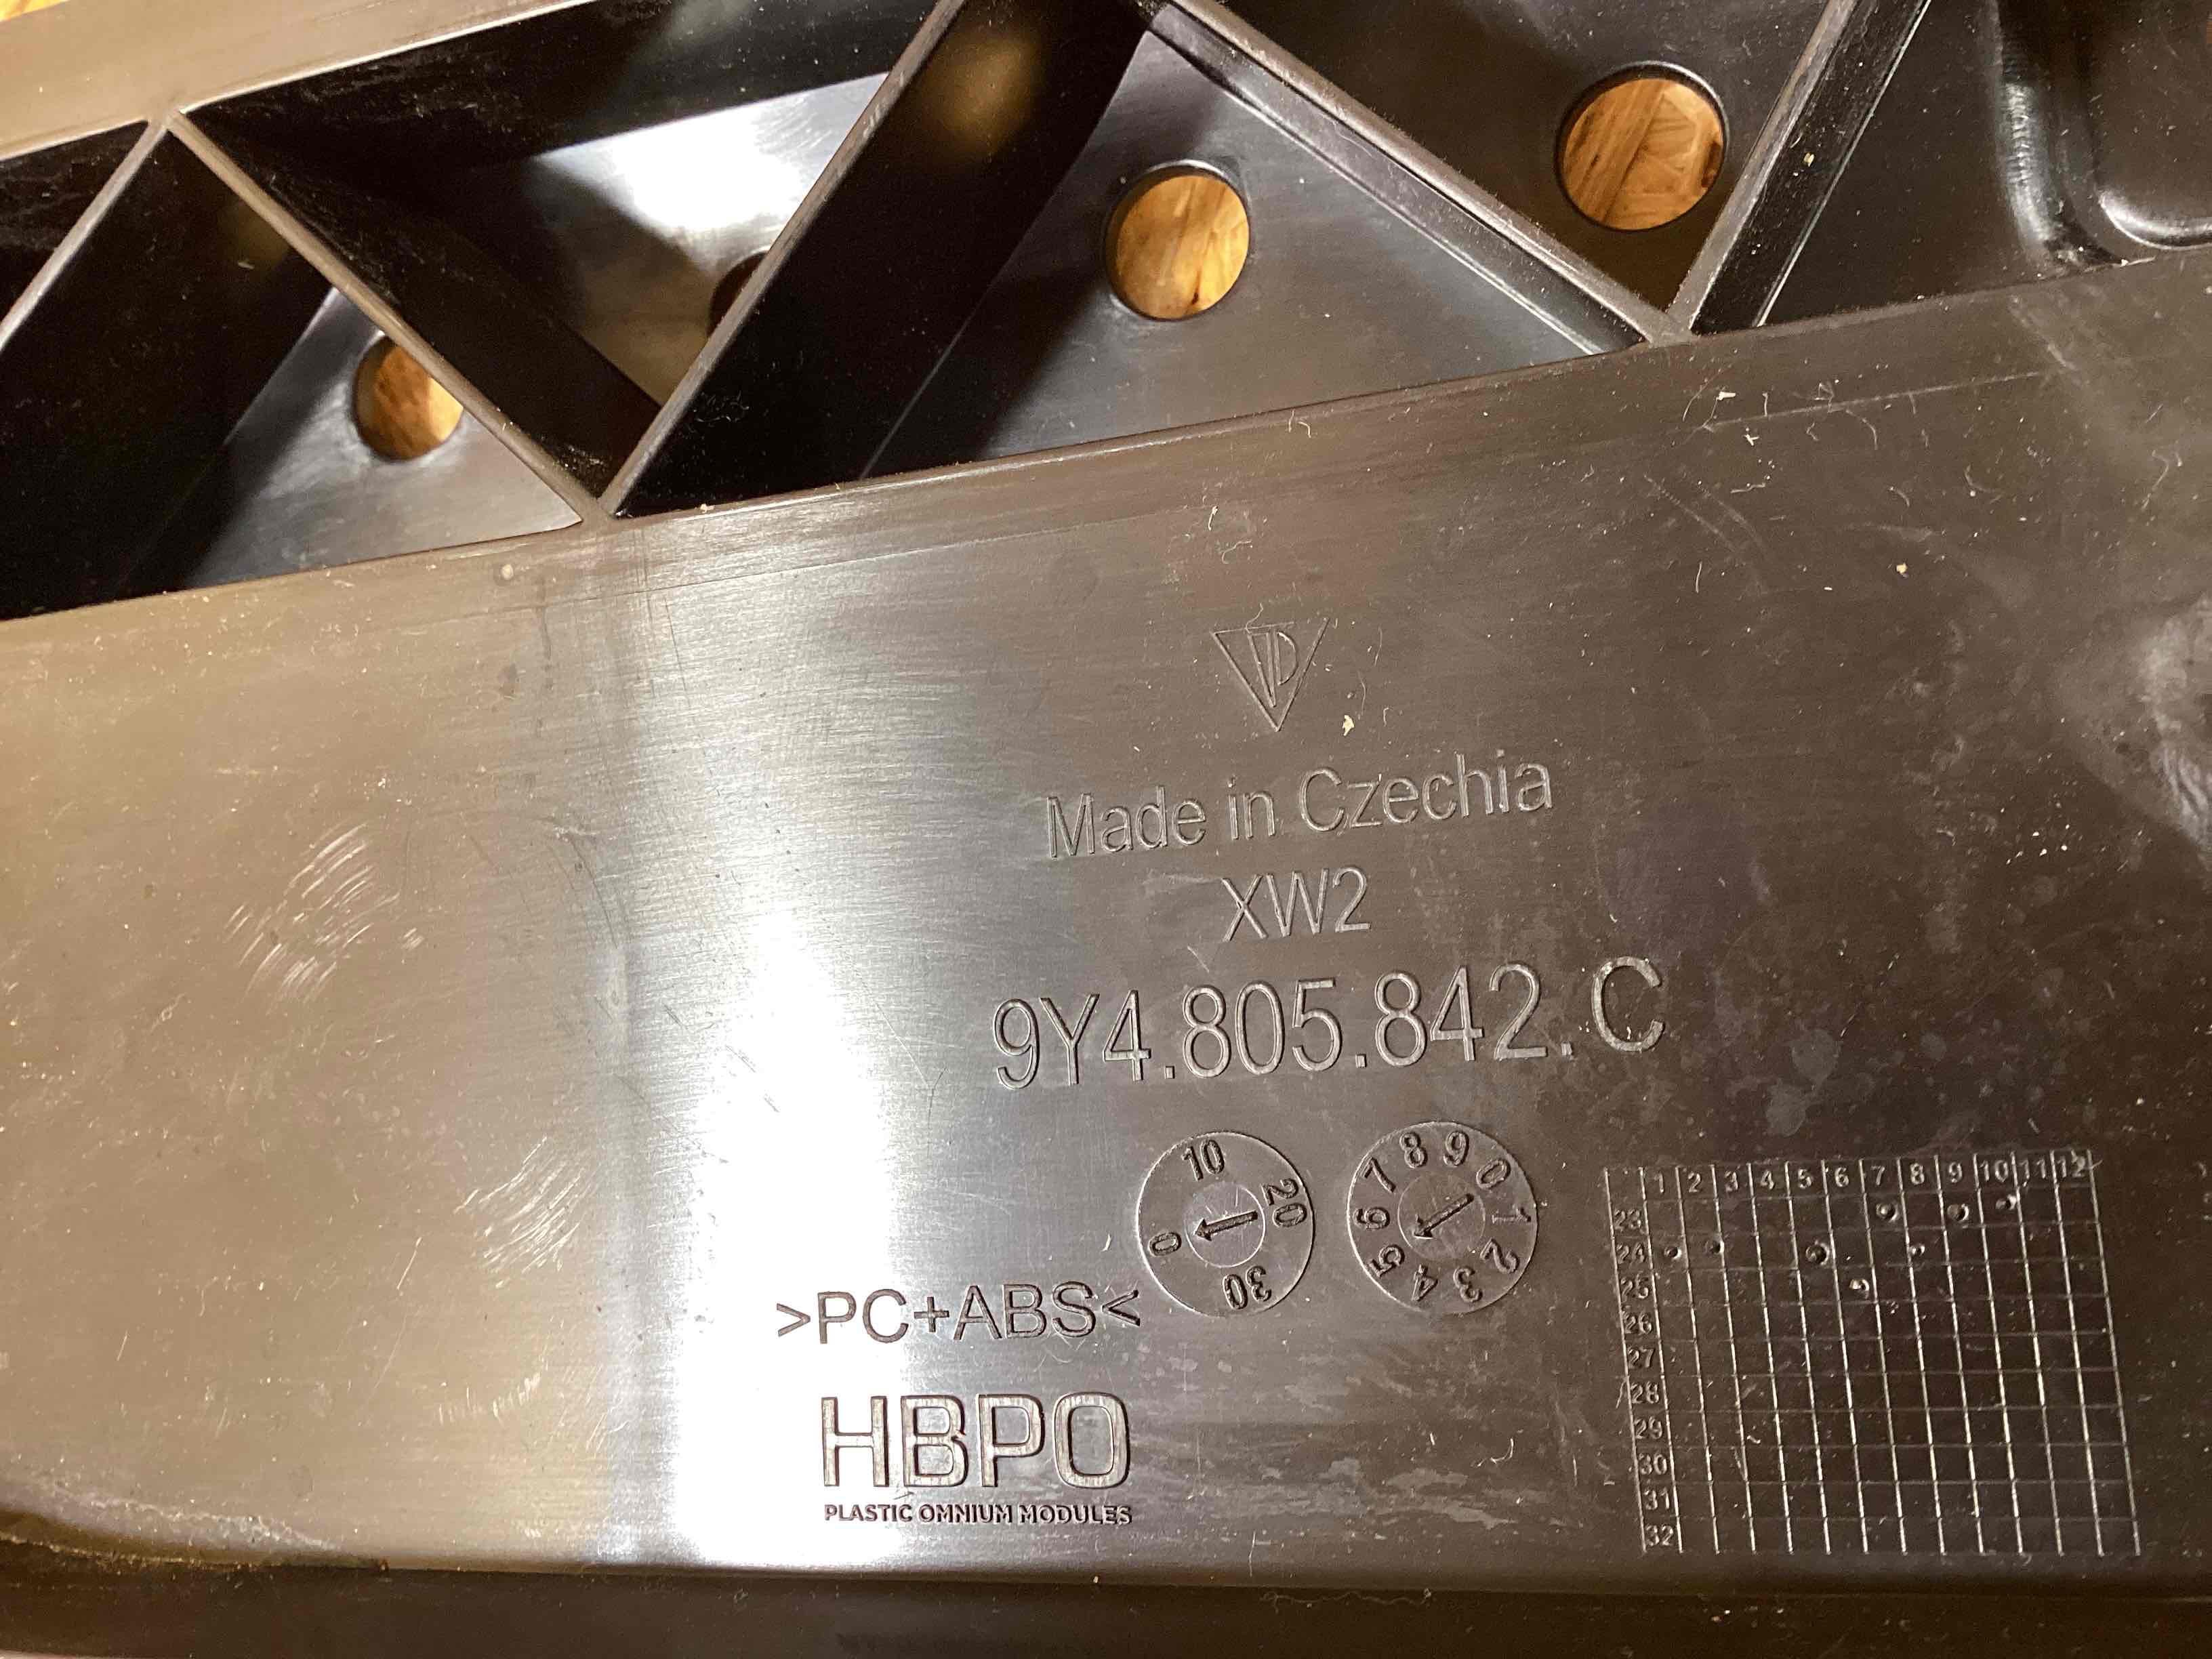 Made in Czechia
XW2
9Y4.805.842.C
0 10 20 30
0 1 2 3 4 5 6 7 8 9
>PC+ABS<
HBPO
PLASTIC OMNIUM MODULES
1 2 3 4 5 6 7 8 9 10 11 12
23
24
25
26
27
28
29
30
31
32